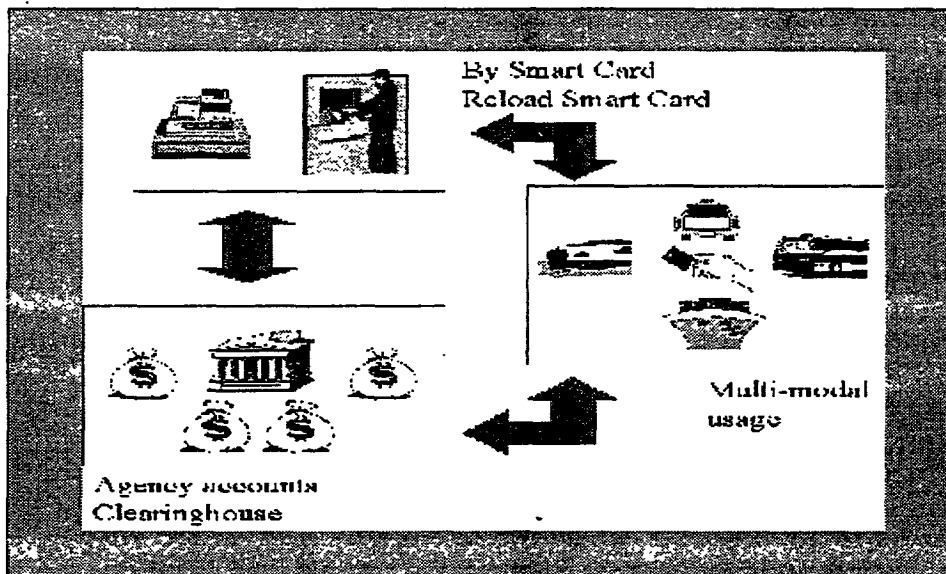 By Smart Card
Reload Smart Card
Multi-modal
usage
$
$
$
$
Agency accounts
Clearinghouse